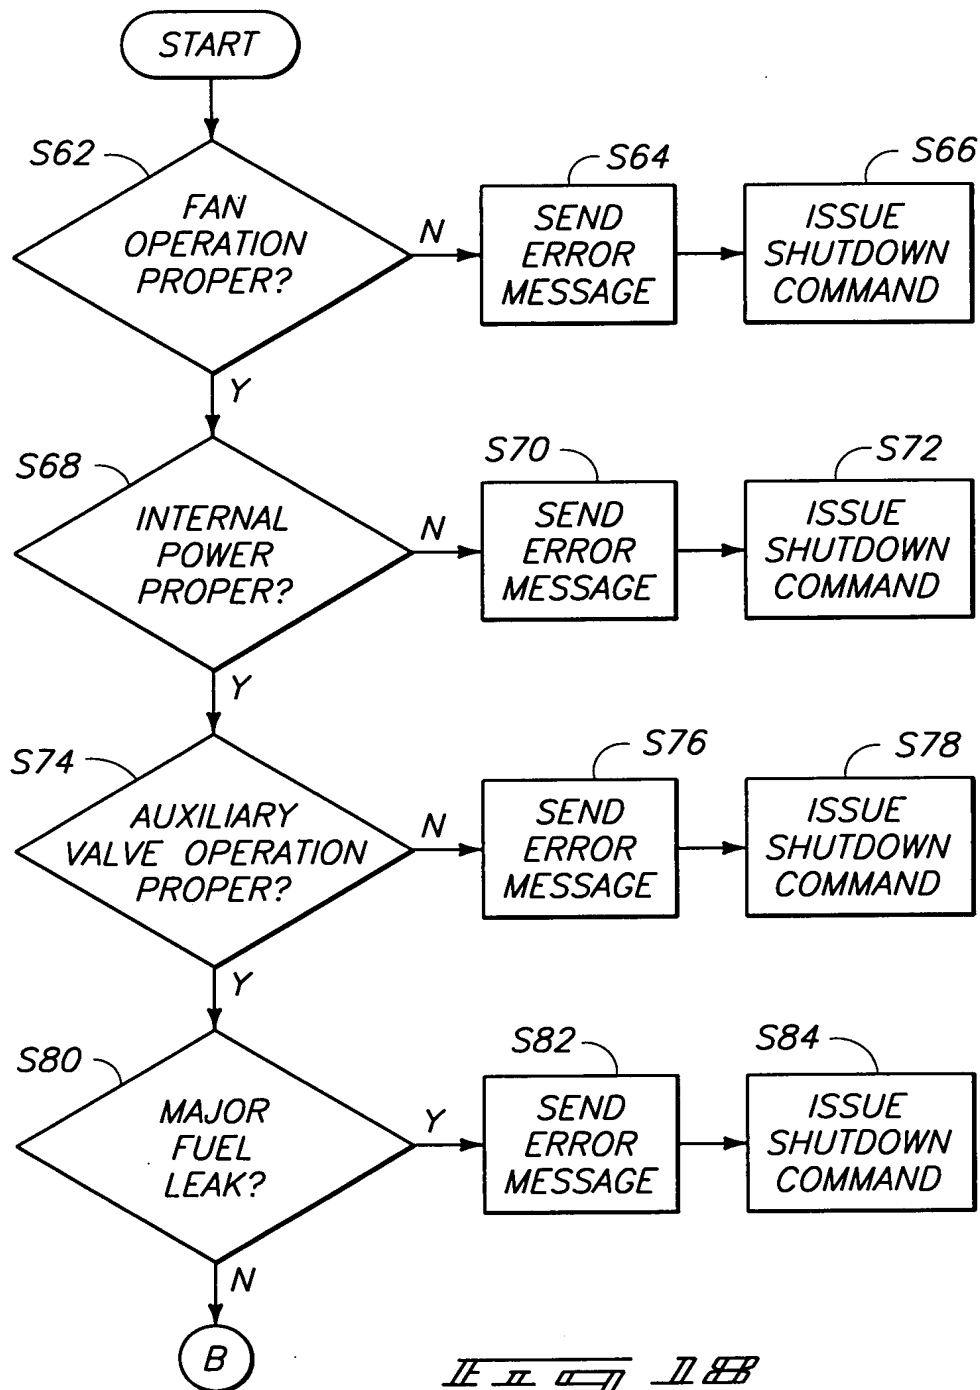 START
S62
FAN
OPERATION
PROPER?
N
S64
SEND
ERROR
MESSAGE
S66
ISSUE
SHUTDOWN
COMMAND
Y
S68
INTERNAL
POWER
PROPER?
N
S70
SEND
ERROR
MESSAGE
S72
ISSUE
SHUTDOWN
COMMAND
Y
S74
AUXILIARY
VALVE OPERATION
PROPER?
N
S76
SEND
ERROR
MESSAGE
S78
ISSUE
SHUTDOWN
COMMAND
Y
S80
MAJOR
FUEL
LEAK?
Y
S82
SEND
ERROR
MESSAGE
S84
ISSUE
SHUTDOWN
COMMAND
N
B
FIG 18